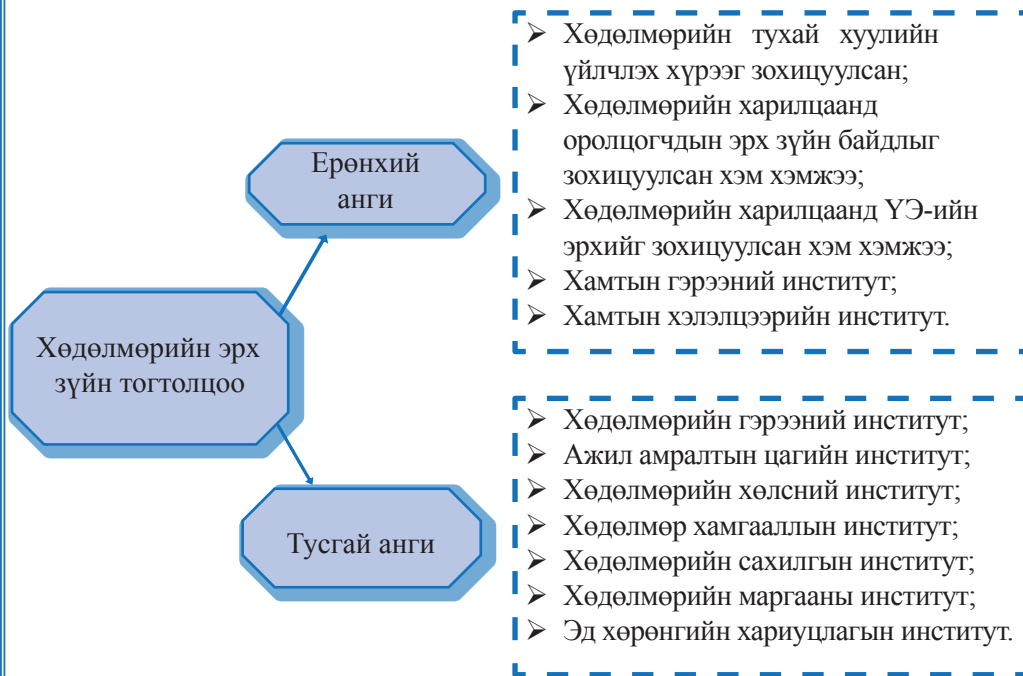 Хөдөлмөрийн эрх
зүйн тогтолцоо
Ерөнхий
анги
➢ Хөдөлмөрийн тухай хуулийн
үйлчлэх хүрээг зохицуулсан;
➢ Хөдөлмөрийн харилцаанд
оролцогчдын эрх зүйн байдлыг
зохицуулсан хэм хэмжээ;
➢ Хөдөлмөрийн харилцаанд ҮЭ-ийн
эрхийг зохицуулсан хэм хэмжээ;
➢ Хамтын гэрээний институт;
➢ Хамтын хэлэлцээрийн институт.
Тусгай анги
➢ Хөдөлмөрийн гэрээний институт;
➢ Ажил амралтын цагийн институт;
➢ Хөдөлмөрийн хөлсний институт;
➢ Хөдөлмөр хамгааллын институт;
➢ Хөдөлмөрийн сахилгын институт;
➢ Хөдөлмөрийн маргааны институт;
➢ Эд хөрөнгийн хариуцлагын институт.